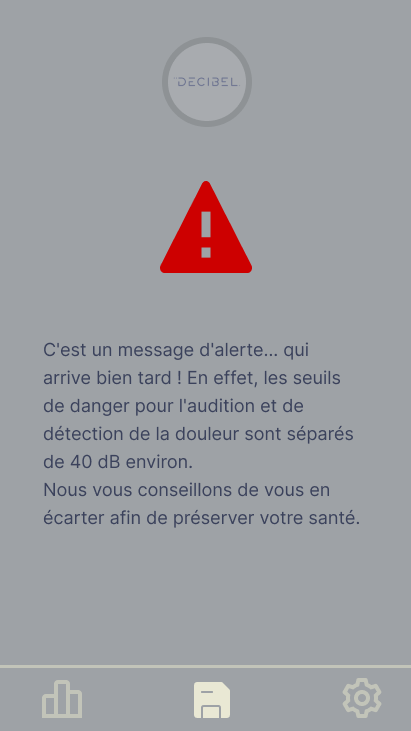 DECIBEL
C'est un message d'alerte... qui
arrive bien tard ! En effet, les seuils
de danger pour l'audition et de
détection de la douleur sont séparés
de 40 dB environ.
Nous vous conseillons de vous en
écarter afin de préserver votre santé.